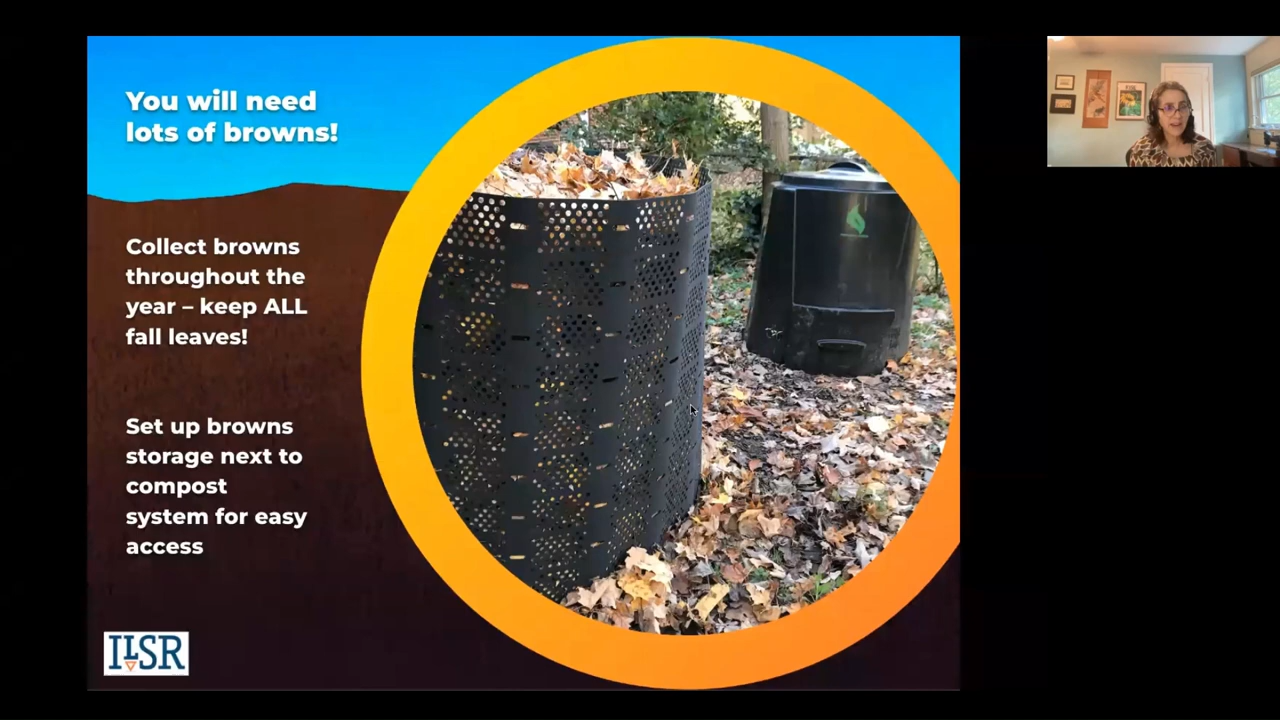 You will need
lots of browns!
Collect browns
throughout the
year – keep ALL
fall leaves!
Set up browns
storage next to
compost
system for easy
access
ILSR